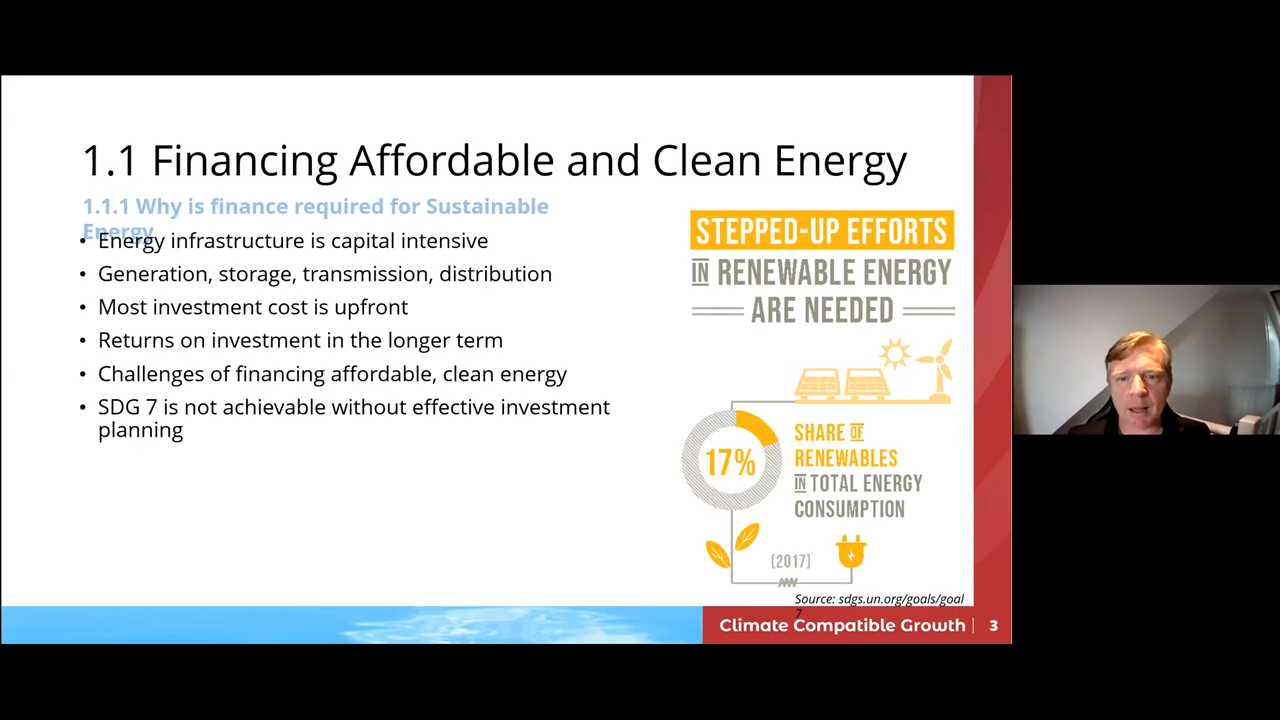 1.1 Financing Affordable and Clean Energy
1.1.1 Why is finance required for Sustainable
Energy
• Energy infrastructure is capital intensive
• Generation, storage, transmission, distribution
• Most investment cost is upfront
• Returns on investment in the longer term
• Challenges of financing affordable, clean energy
• SDG 7 is not achievable without effective investment
planning
STEPPED-UP EFFORTS
IN RENEWABLE ENERGY
ARE NEEDED
17%
SHARE OF
RENEWABLES
IN TOTAL ENERGY
CONSUMPTION
(2017)
Source: sdgs.un.org/goals/goal
7
Climate Compatible Growth | 3